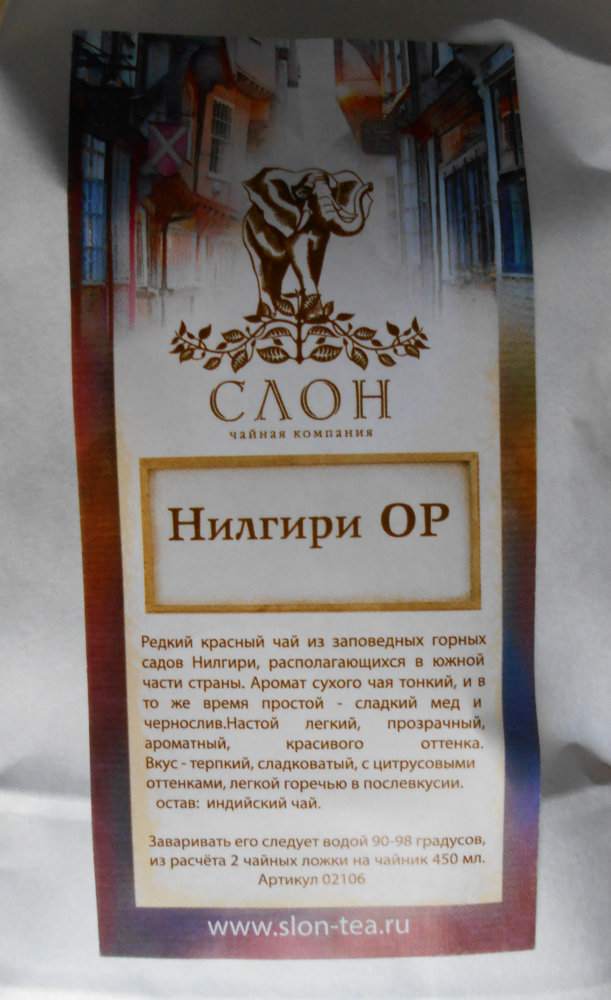 СЛОН
чайная компания
Нилгири ОР
Редкий красный чай из заповедных горных
садов Нилгири, располагающихся в южной
части страны. Аромат сухого чая тонкий, и в
то же время простой - сладкий мед и
чернослив.Настой легкий, прозрачный,
ароматный, красивого оттенка.
Вкус - терпкий, сладковатый, с цитрусовыми
оттенками, легкой горечью в послевкусии.
остав: индийский чай.
Заваривать его следует водой 90-98 градусов,
из расчёта 2 чайных ложки на чайник 450 мл.
Артикул 02106
www.slon-tea.ru